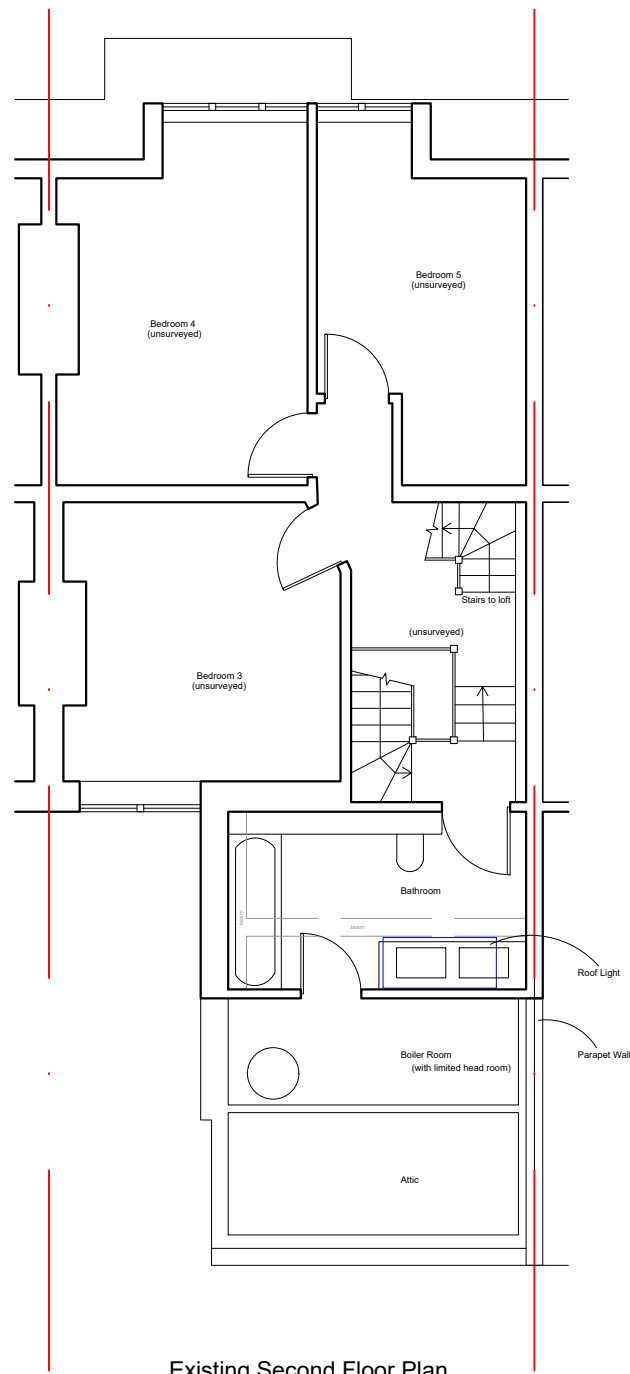 Bedroom 5
(unsurveyed)
Bedroom 4
(unsurveyed)
Stairs to loft
(unsurveyed)
Bedroom 3
(unsurveyed)
Bathroom
beam
beam
Roof Light
Boiler Room
(with limited head room)
Parapet Wall
Attic
Existing Second Floor Plan